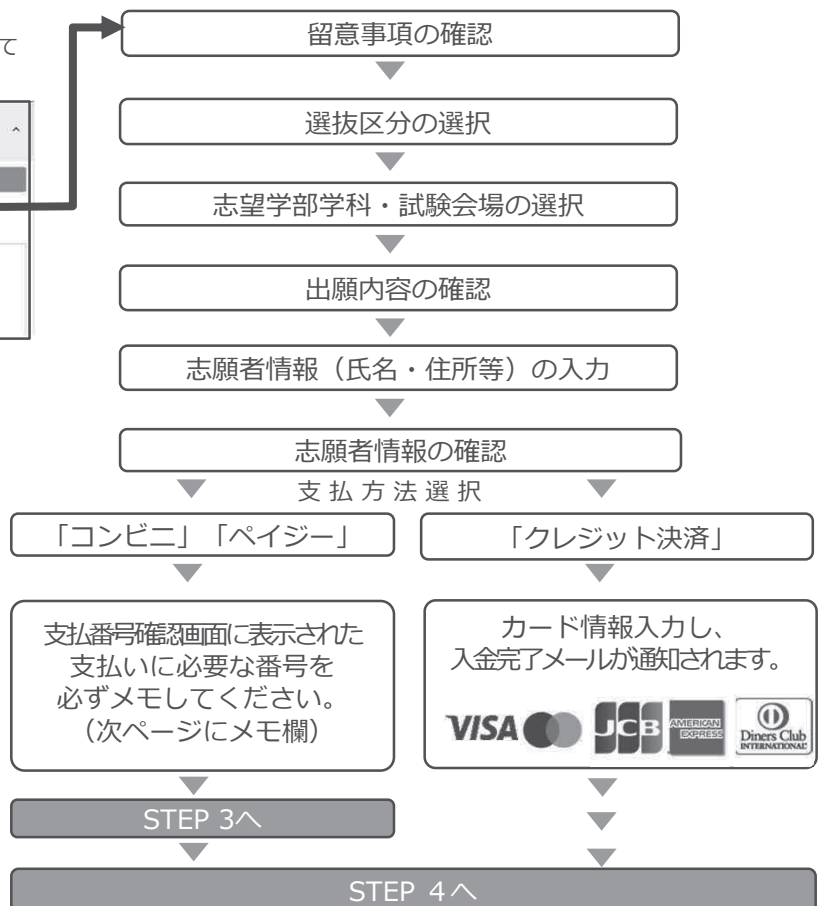 て
留意事項の確認
選抜区分の選択
志望学部学科・試験会場の選択
出願内容の確認
志願者情報（氏名・住所等）の入力
志願者情報の確認
支払方法選択
「コンビニ」「ペイジー」
「クレジット決済」
支払番号確認画面に表示された
支払いに必要な番号を
必ずメモしてください。
（次ページにメモ欄）
カード情報入力し、
入金完了メールが通知されます。
VISA
JCB
AMERICAN
EXPRESS
Diners Club
INTERNATIONAL
STEP 3へ
STEP 4へ